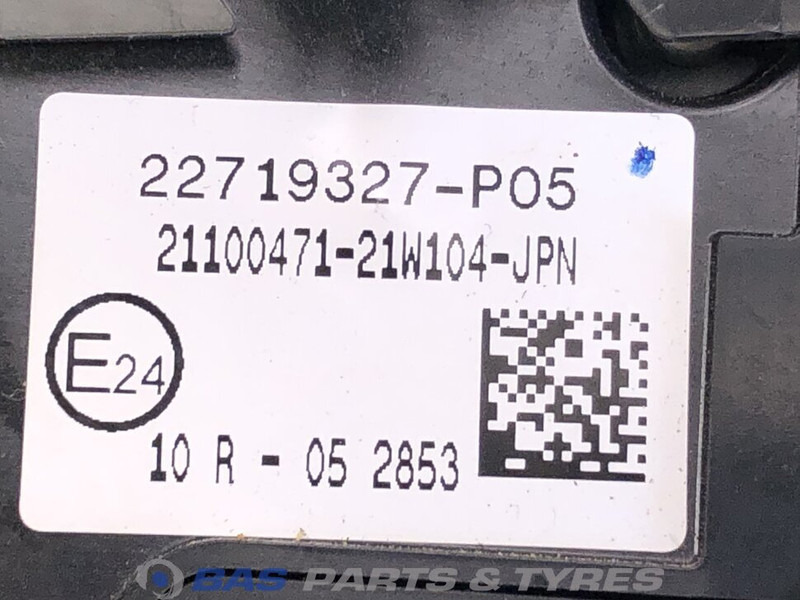 22719327-P05
21100471-21W104-JPN
E24
10 R - 05 2853
BAS PARTS & TYRES